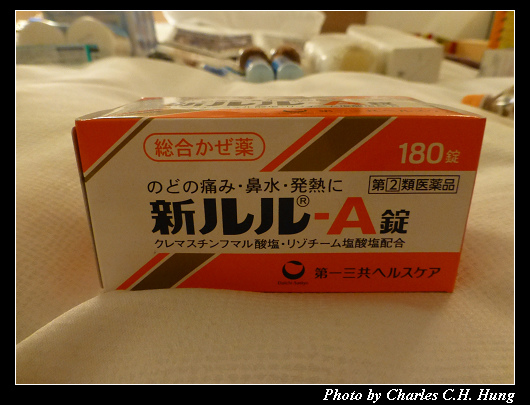 総合かぜ薬
180錠
のどの痛み・鼻水・発熱に
第②類医薬品
新ルル®-A錠
クレマスチンフマル酸塩・リゾチーム塩酸塩配合
第一三共ヘルスケア
Photo by Charles C.H. Hung